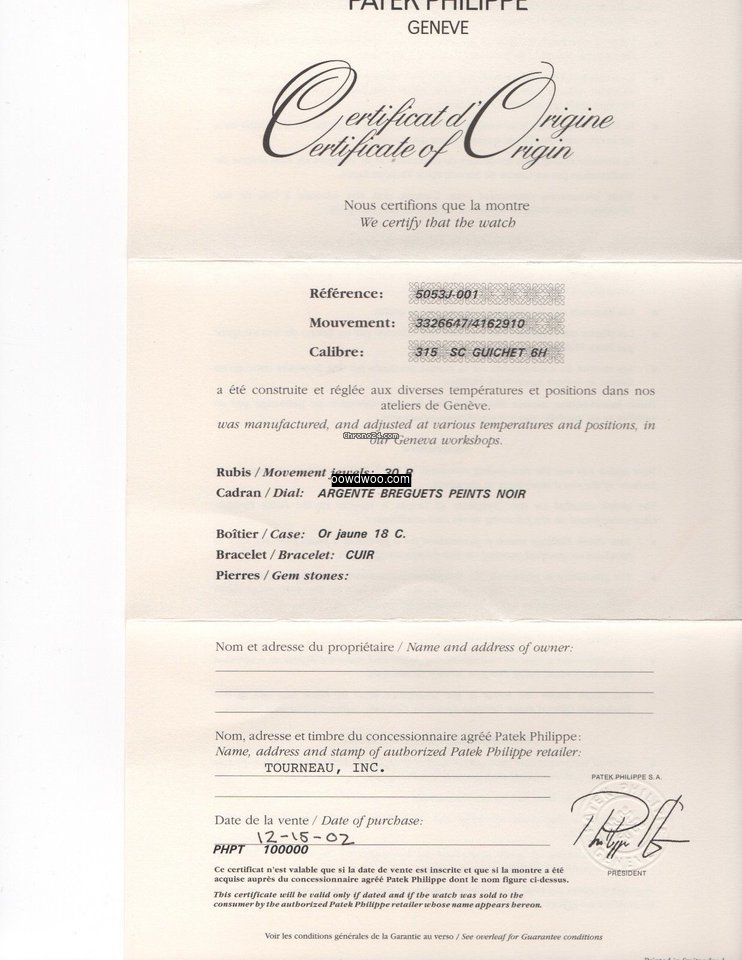 PATEK PHILIPPE
GENEVE
Certificat d'Origine
Certificate of Origin
Nous certifions que la montre
We certify that the watch
Référence: 5053J-001
Mouvement: 3326647/4162910
Calibre: 315 SC GUICHET 6H
a été construite et réglée aux diverses températures et positions dans nos
ateliers de Genève.
was manufactured, and adjusted at various temperatures and positions, in
Chrono24.com
our Geneva workshops.
Rubis / Movement jewels: 30 R
oowdwoo.com
Cadran / Dial: ARGENTE BREGUETS PEINTS NOIR
Boîtier / Case: Or jaune 18 C.
Bracelet / Bracelet: CUIR
Pierres / Gem stones:
Nom et adresse du propriétaire / Name and address of owner:
Nom, adresse et timbre du concessionnaire agréé Patek Philippe:
Name, address and stamp of authorized Patek Philippe retailer:
TOURNEAU, INC.
PATEK PHILIPPE S.A.
Date de la vente / Date of purchase:
12-15-02
PHPT 100000
PRÉSIDENT
Ce certificat n'est valable que si la date de vente est inscrite et que si la montre a été
acquise auprès du concessionnaire agréé Patek Philippe dont le nom figure ci-dessus.
This certificate will be valid only if dated and if the watch was sold to the
consumer by the authorized Patek Philippe retailer whose name appears hereon.
Voir les conditions générales de la Garantie au verso / See overleaf for Guarantee conditions